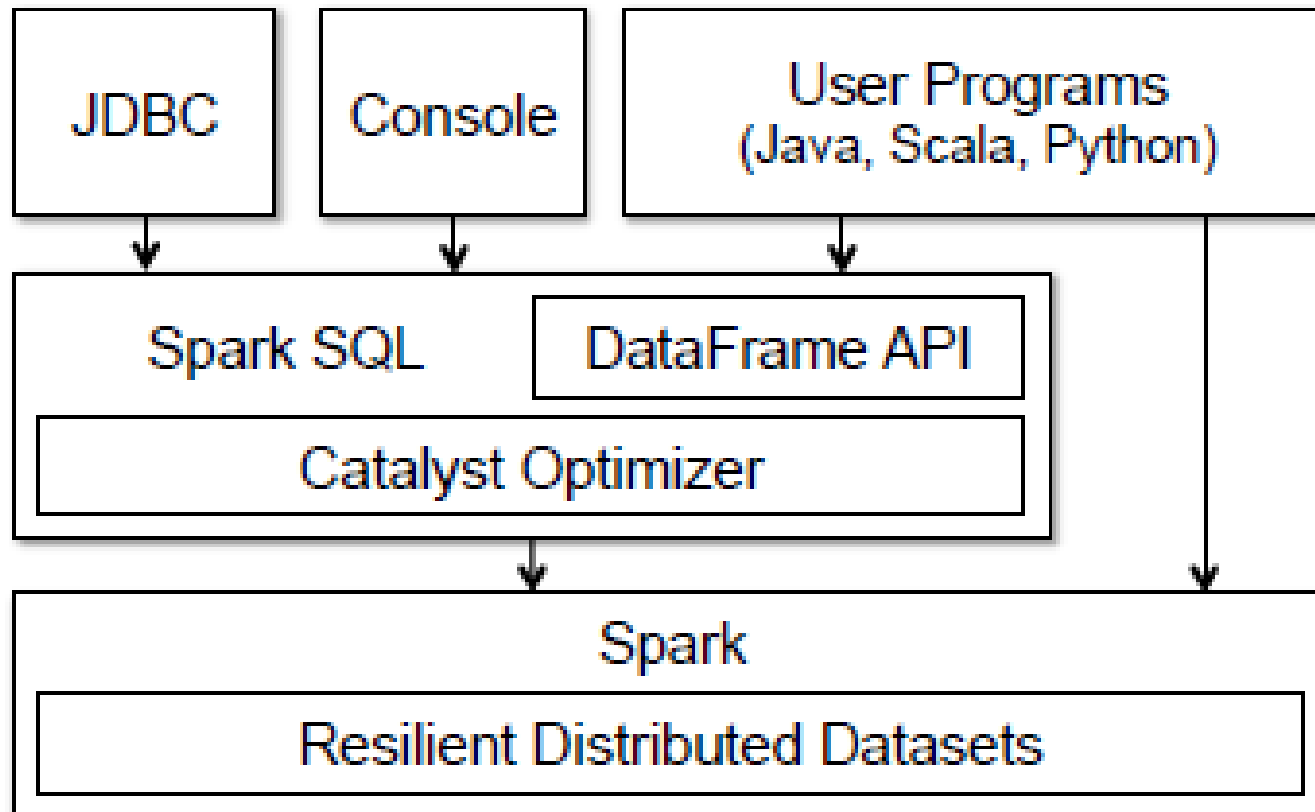 JDBC
Console
User Programs
(Java, Scala, Python)
Spark SQL
DataFrame API
Catalyst Optimizer
Spark
Resilient Distributed Datasets